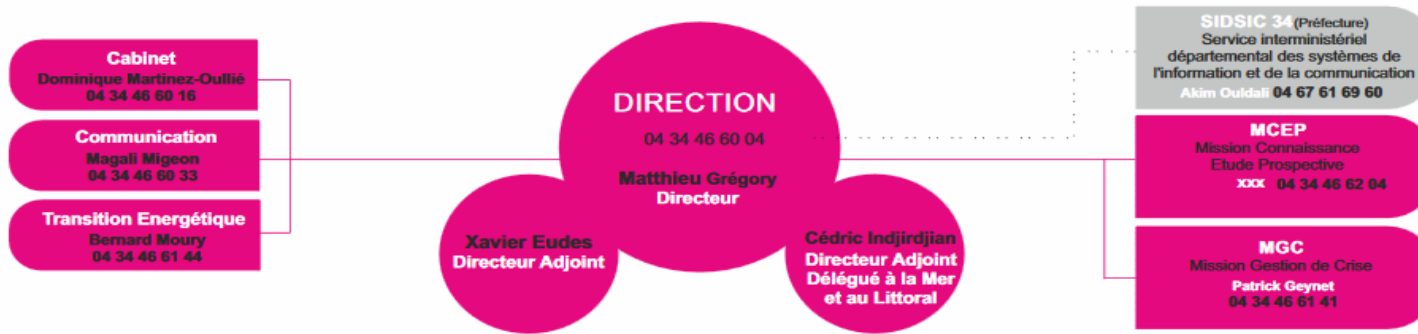 Cabinet
Dominique Martinez-Oullié
04 34 46 60 16
Communication
Magali Migeon
04 34 46 60 33
Transition Energétique
Bernard Moury
04 34 46 61 44
DIRECTION
04 34 46 60 04
Matthieu Grégory
Directeur
Xavier Eudes
Directeur Adjoint
Cédric Indjirdjian
Directeur Adjoint
Délégué à la Mer
et au Littoral
SIDSIC 34 (Préfecture)
Service interministériel
départemental des systèmes de
l'information et de la communication
Akim Ouldali 04 67 61 69 60
MCEP
Mission Connaissance
Etude Prospective
xxx 04 34 46 62 04
MGC
Mission Gestion de Crise
Patrick Geynet
04 34 46 61 41